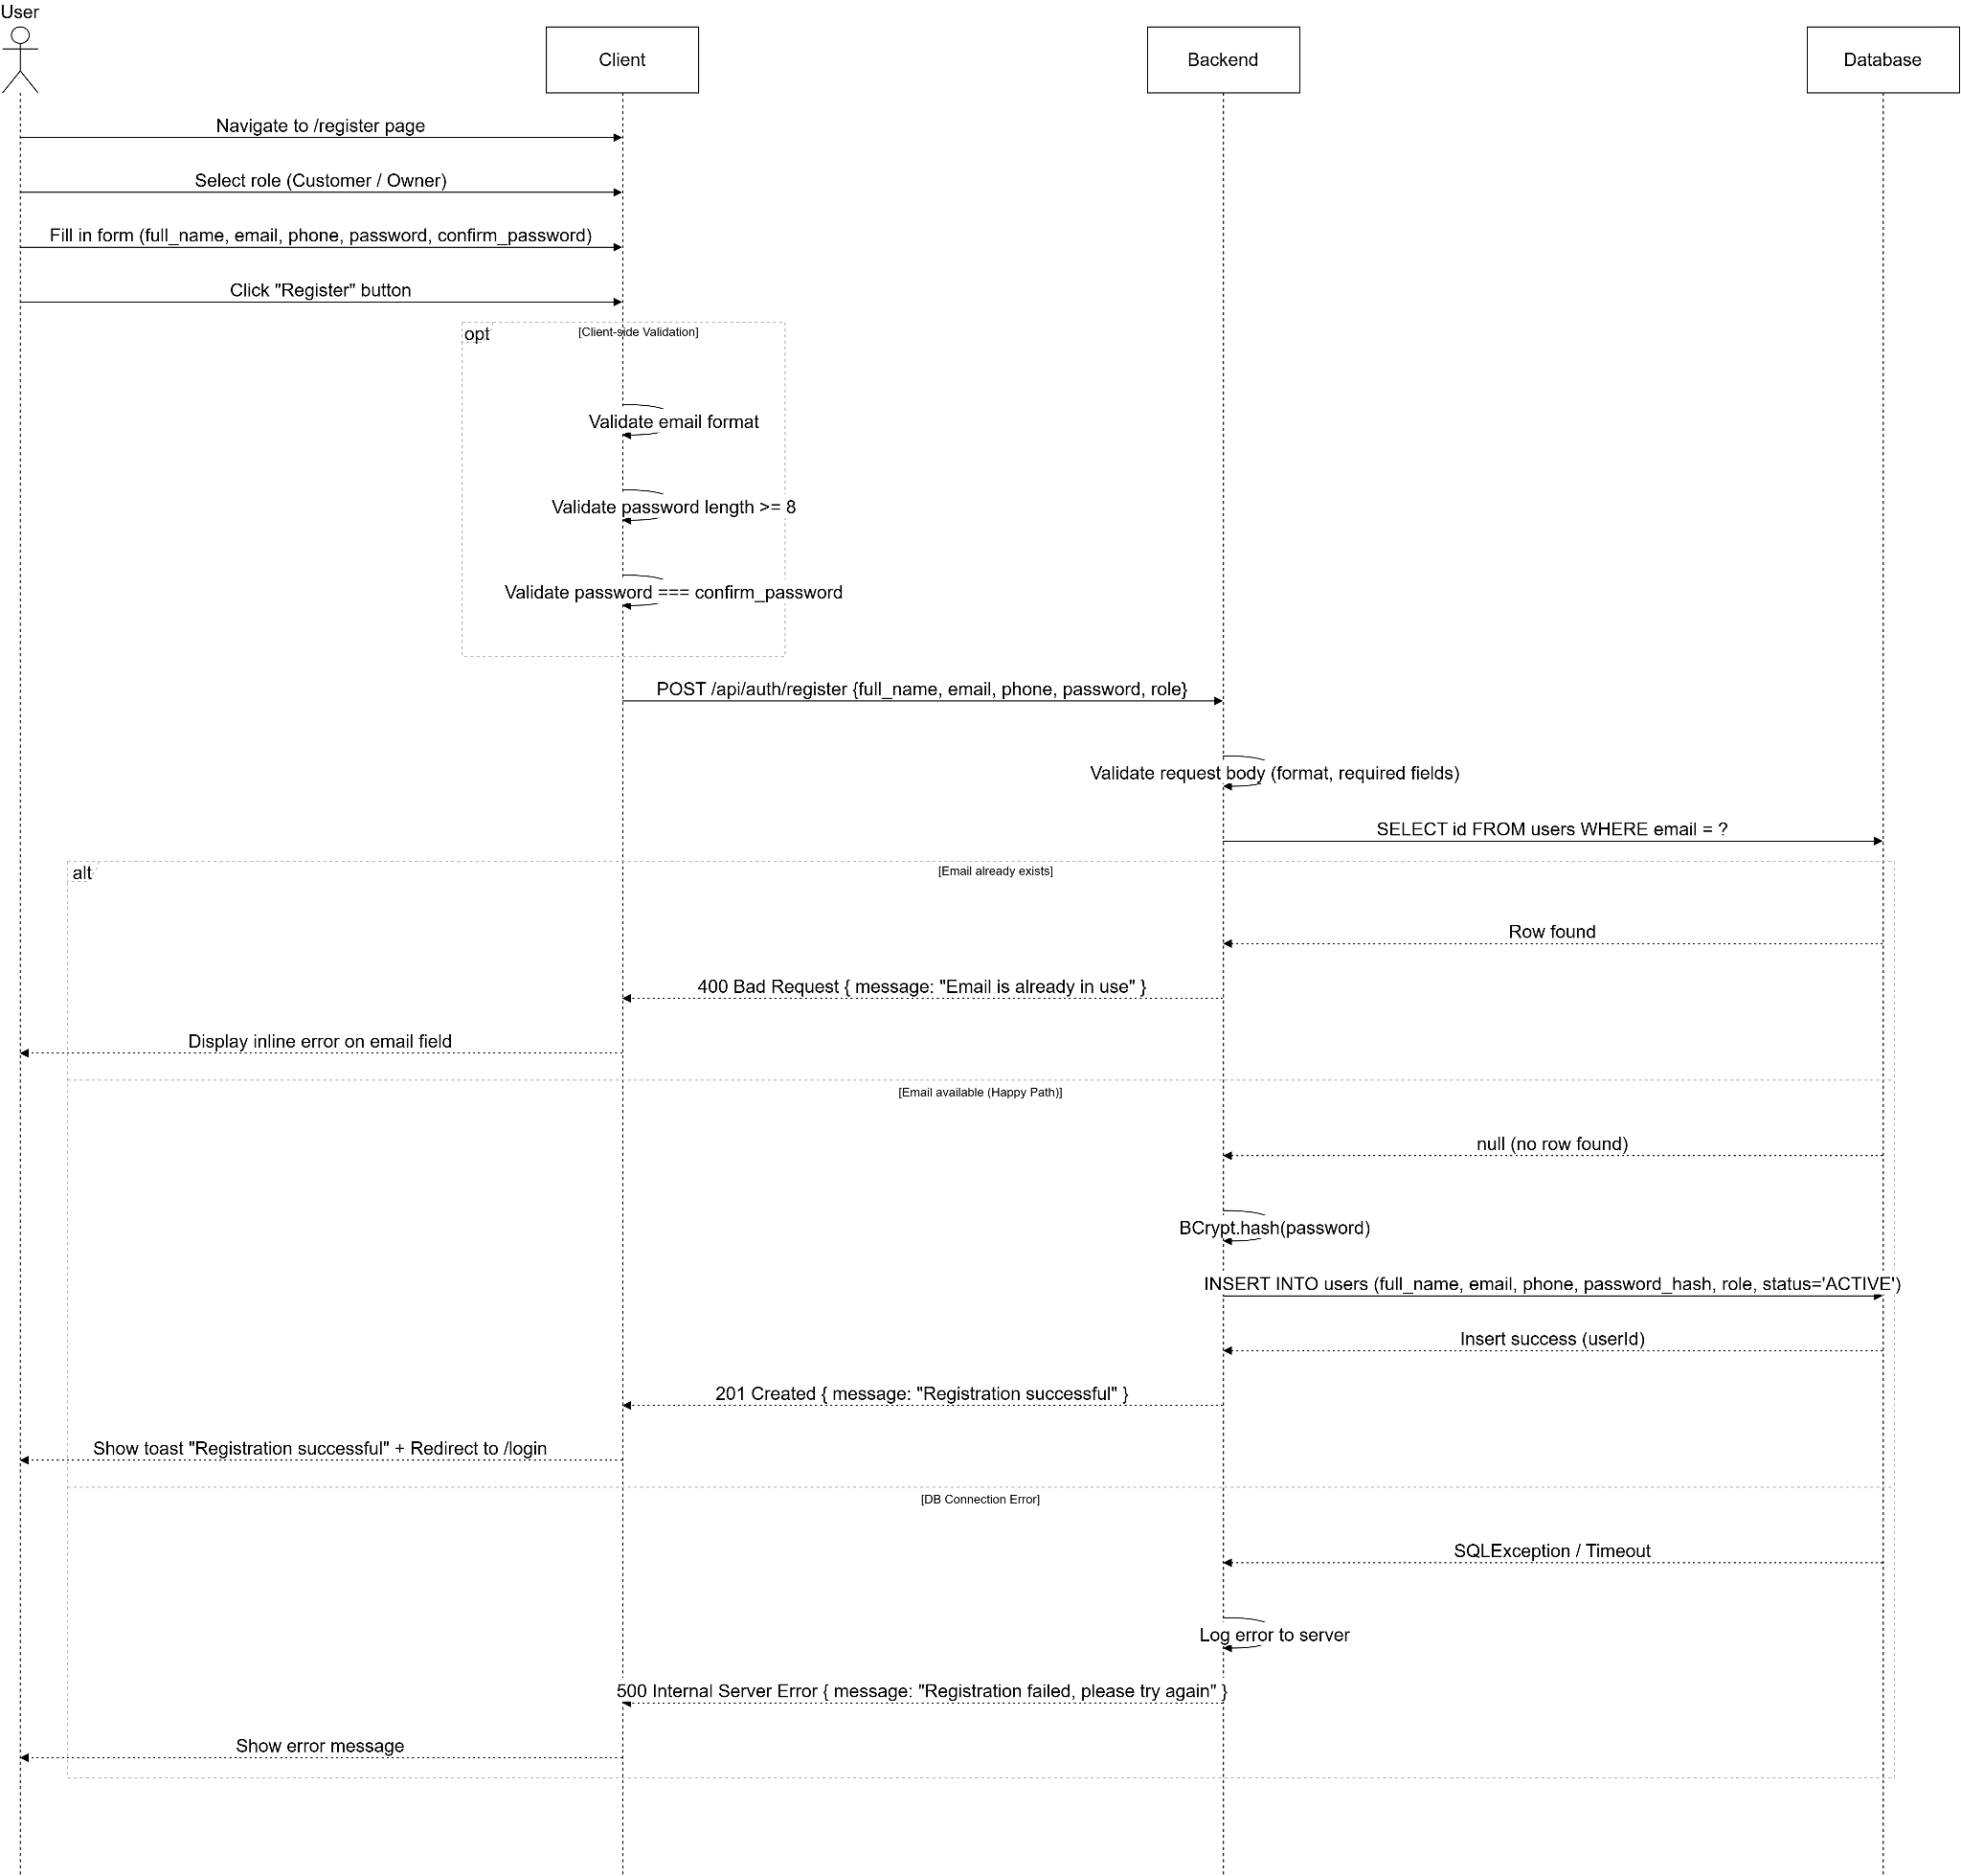 User
Client
Backend
Database
Navigate to /register page
Select role (Customer / Owner)
Fill in form (full_name, email, phone, password, confirm_password)
Click "Register" button
opt
[Client-side Validation]
Validate email format
Validate password length >= 8
Validate password === confirm_password
POST /api/auth/register {full_name, email, phone, password, role}
Validate request body (format, required fields)
SELECT id FROM users WHERE email = ?
alt
[Email already exists]
Row found
400 Bad Request { message: "Email is already in use" }
Display inline error on email field
[Email available (Happy Path)]
null (no row found)
BCrypt.hash(password)
INSERT INTO users (full_name, email, phone, password_hash, role, status='ACTIVE')
Insert success (userId)
201 Created { message: "Registration successful" }
Show toast "Registration successful" + Redirect to /login
[DB Connection Error]
SQLException / Timeout
Log error to server
500 Internal Server Error { message: "Registration failed, please try again" }
Show error message